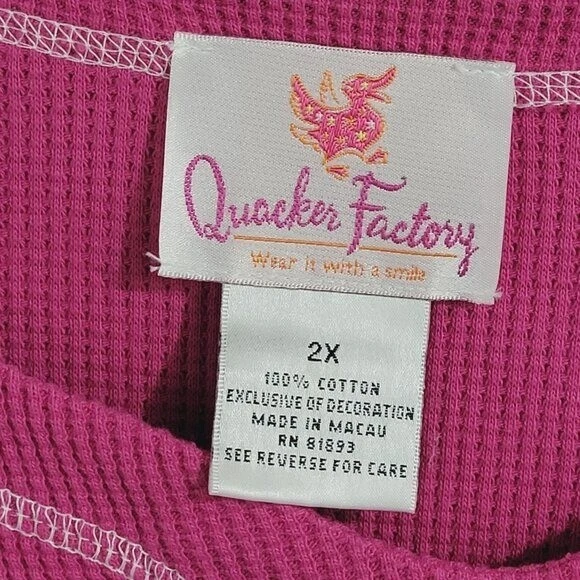 Quacker Factory
Wear it with a smile
2X
100% COTTON
EXCLUSIVE OF DECORATION
MADE IN MACAU
RN 81893
SEE REVERSE FOR CARE